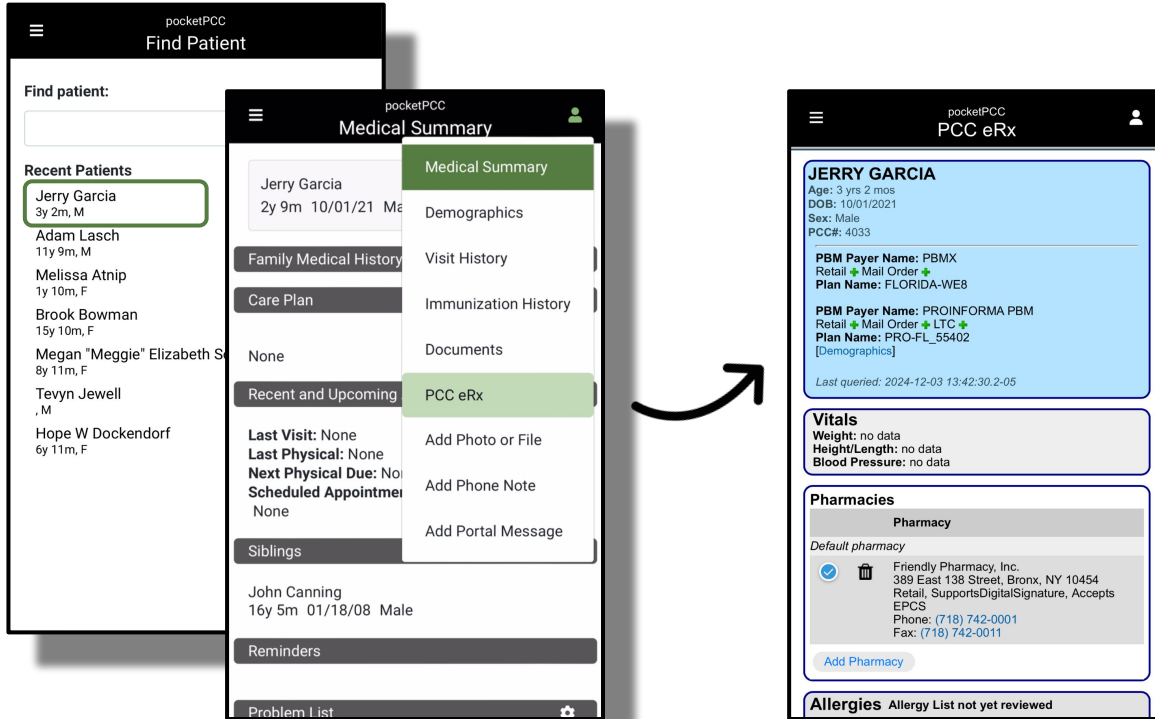 pocketPCC
Find Patient
Find patient:
Recent Patients
Jerry Garcia
3y 2m, M
Adam Lasch
11y 9m, M
Melissa Atnip
1y 10m, F
Brook Bowman
15y 10m, F
Megan "Meggie" Elizabeth
8y 11m, F
Tevyn Jewell
, M
Hope W Dockendorf
6y 11m, F
pocketPCC
Medical Summary
Jerry Garcia
2y 9m 10/01/21
Family Medical History
Care Plan
None
Recent and Upcoming
Last Visit: None
Last Physical: None
Next Physical Due:
Scheduled
None
Siblings
John Canning
16y 5m 01/18/08 Male
Reminders
Problem List
Medical Summary
Demographics
Visit History
Immunization History
Documents
PCC eRx
Add Photo or File
Add Phone Note
Add Portal Message
pocketPCC
PCC eRx
JERRY GARCIA
Age: 3 yrs 2 mos
DOB: 10/01/2021
Sex: Male
PCC#: 4033
PBM Payer Name: PBMX
Retail + Mail Order +
Plan Name: FLORIDA-WE8
PBM Payer Name: PROINFORMA PBM
Retail + Mail Order + LTC +
Plan Name: PRO-FL_55402
[Demographics]
Last queried: 2024-12-03 13:42:30.2-05
Vitals
Weight: no data
Height/Length: no data
Blood Pressure: no data
Pharmacies
Pharmacy
Default pharmacy
Friendly Pharmacy, Inc.
389 East 138 Street, Bronx, NY 10454
Retail, SupportsDigitalSignature, Accepts
EPCS
Phone: (718) 742-0001
Fax: (718) 742-0011
Add Pharmacy
Allergies Allergy List not yet reviewed